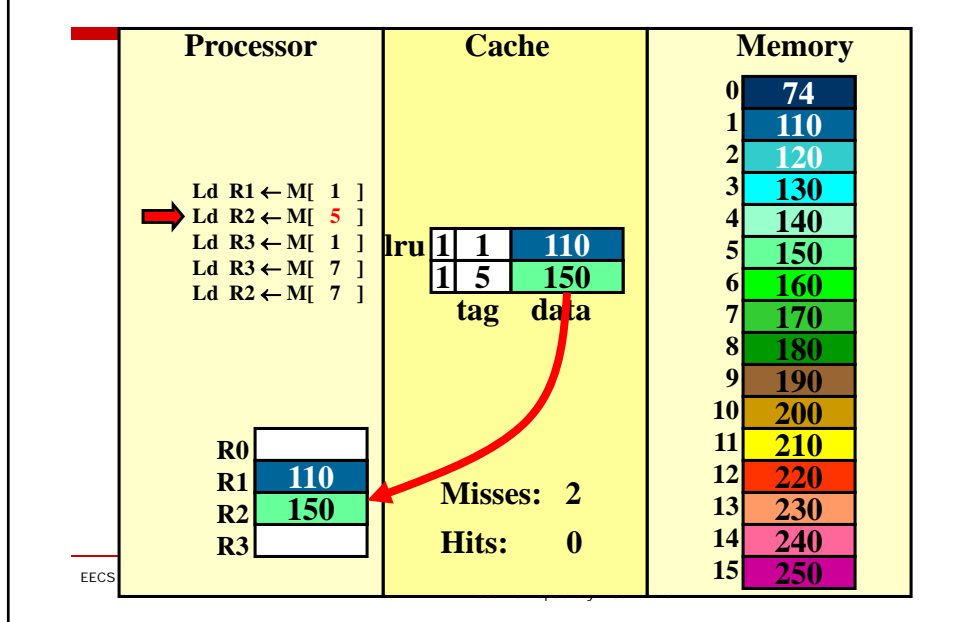 Processor
Ld R1 ← M[ 1 ]
Ld R2 ← M[ 5 ]
Ld R3 ← M[ 1 ]
Ld R3 ← M[ 7 ]
Ld R2 ← M[ 7 ]
R0
R1 110
R2 150
R3
Cache
lru 1 1 110
1 5 150
tag data
Misses: 2
Hits: 0
Memory
0 74
1 110
2 120
3 130
4 140
5 150
6 160
7 170
8 180
9 190
10 200
11 210
12 220
13 230
14 240
15 250
EECS